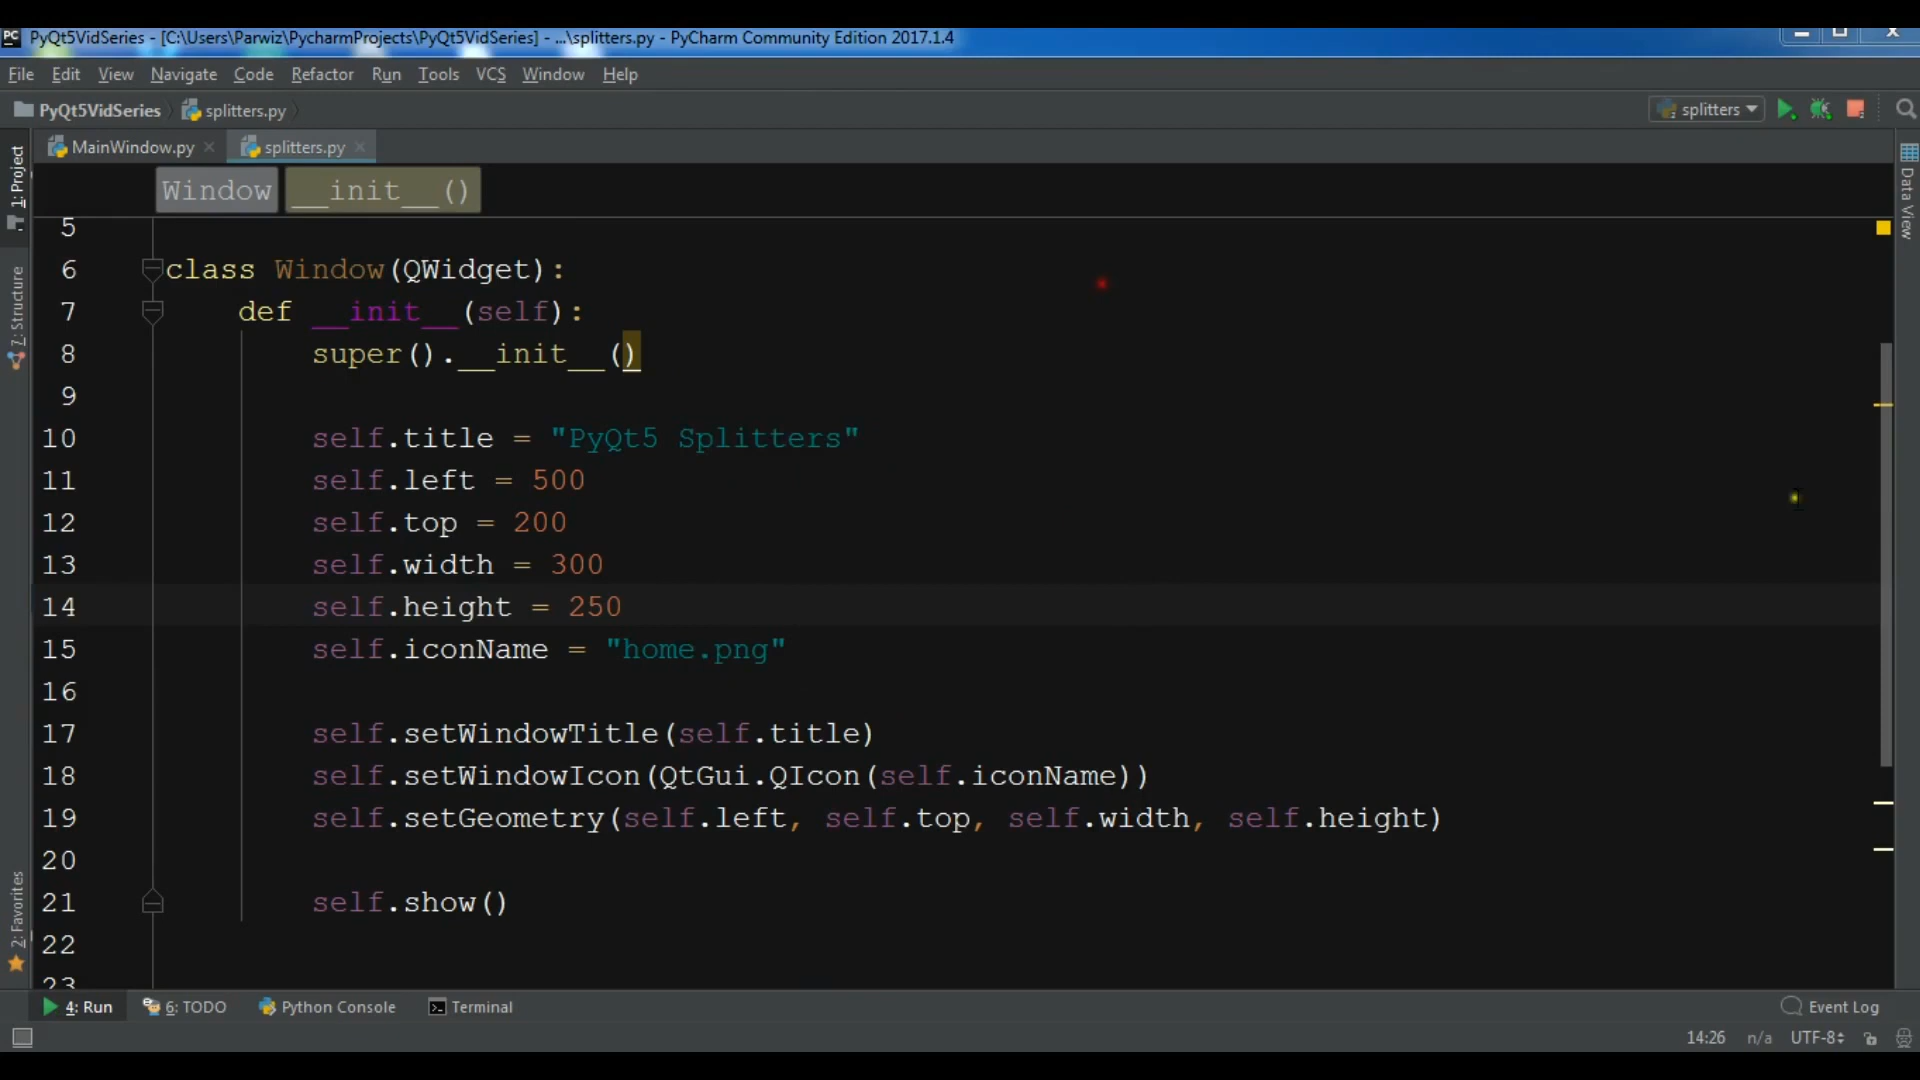 PyQt5VidSeries - [C:\Users\Parwiz\PycharmProjects\PyQt5VidSeries] - ...\splitters.py - PyCharm Community Edition 2017.1.4
File Edit View Navigate Code Refactor Run Tools VCS Window Help
PyQt5VidSeries splitters.py splitters
MainWindow.py splitters.py
Window __init__()
1: Project
7: Structure
2: Favorites
Data View
5
6 class Window(QWidget):
7 def __init__(self):
8 super().__init__()
9
10 self.title = "PyQt5 Splitters"
11 self.left = 500
12 self.top = 200
13 self.width = 300
14 self.height = 250
15 self.iconName = "home.png"
16
17 self.setWindowTitle(self.title)
18 self.setWindowIcon(QtGui.QIcon(self.iconName))
19 self.setGeometry(self.left, self.top, self.width, self.height)
20
21 self.show()
22
23
4: Run 6: TODO Python Console Terminal Event Log
14:26 n/a UTF-8